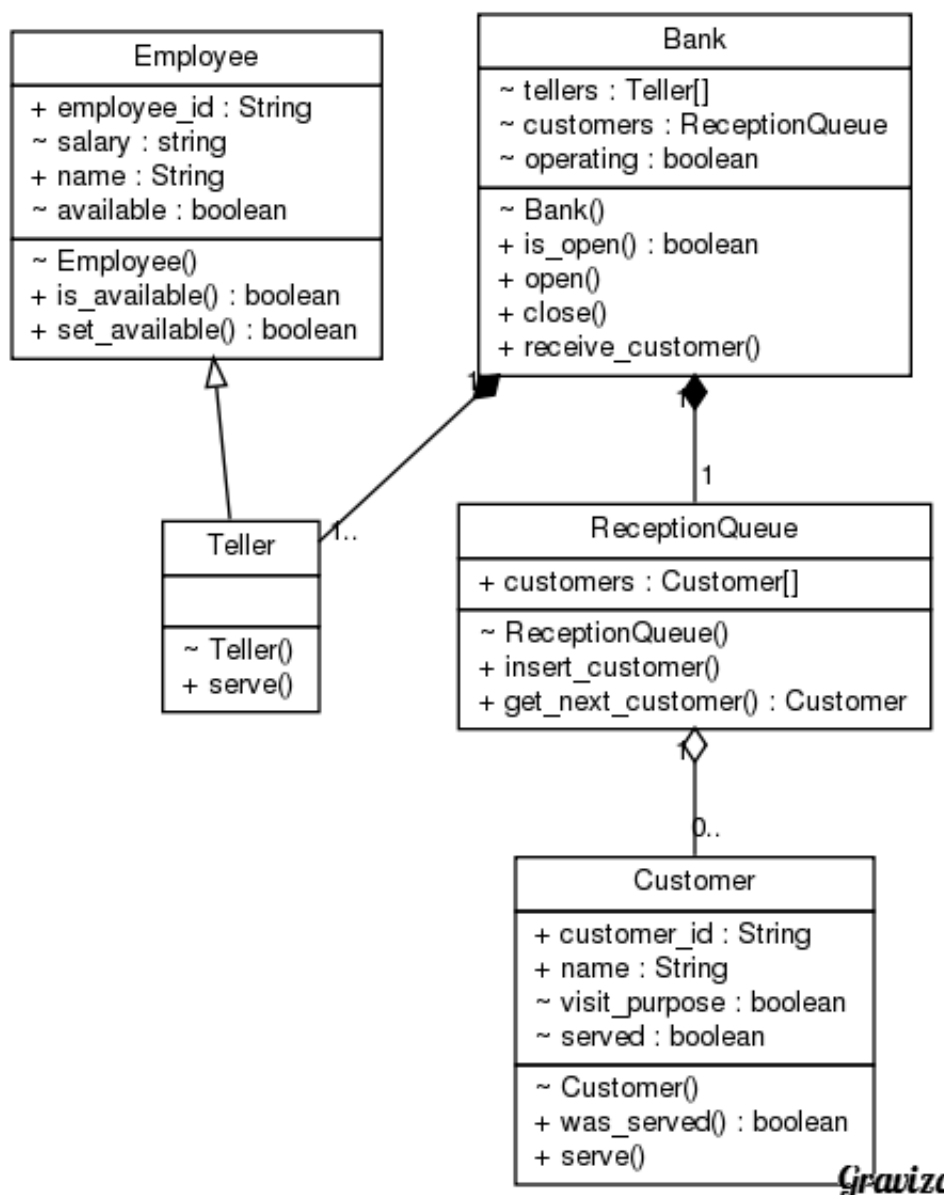 Employee
+ employee_id : String
~ salary : string
+ name : String
~ available : boolean
~ Employee()
+ is_available() : boolean
+ set_available() : boolean
Bank
~ tellers : Teller[]
~ customers : ReceptionQueue
~ operating : boolean
~ Bank()
+ is_open() : boolean
+ open()
+ close()
+ receive_customer()
1
1..
1
1
Teller
~ Teller()
+ serve()
ReceptionQueue
+ customers : Customer[]
~ ReceptionQueue()
+ insert_customer()
+ get_next_customer() : Customer
1
0..
Customer
+ customer_id : String
+ name : String
~ visit_purpose : boolean
~ served : boolean
~ Customer()
+ was_served() : boolean
+ serve()